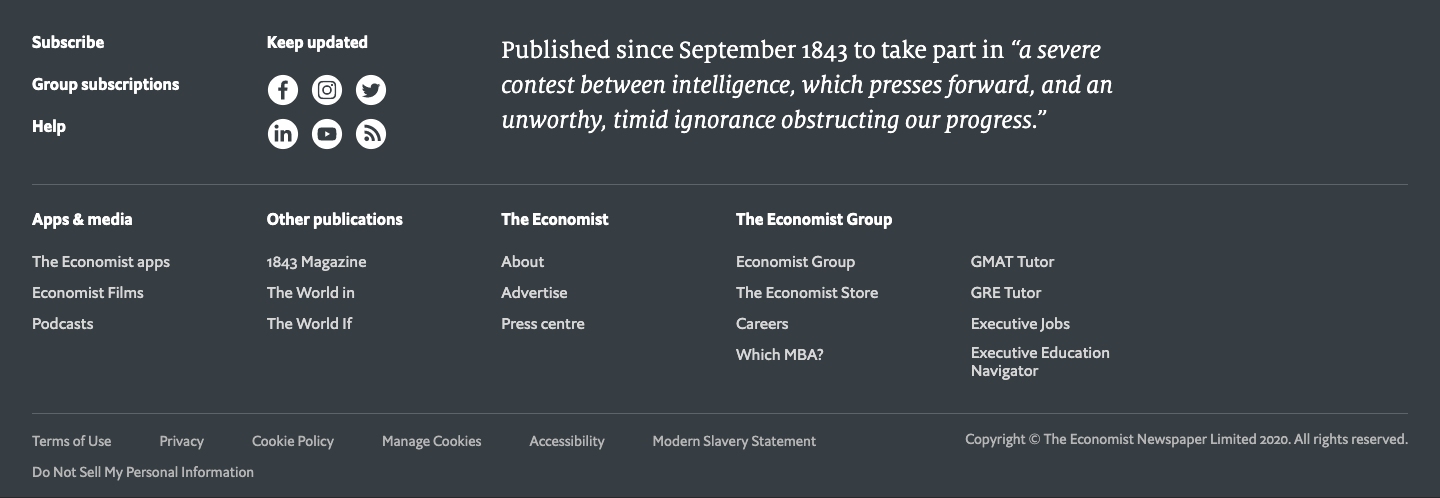 Subscribe
Group subscriptions
Help
Keep updated
Published since September 1843 to take part in “a severe
contest between intelligence, which presses forward, and an
unworthy, timid ignorance obstructing our progress.”
Apps & media
The Economist apps
Economist Films
Podcasts
Other publications
1843 Magazine
The World in
The World If
The Economist
About
Advertise
Press centre
The Economist Group
Economist Group
The Economist Store
Careers
Which MBA?
GMAT Tutor
GRE Tutor
Executive Jobs
Executive Education
Navigator
Terms of Use
Privacy
Cookie Policy
Manage Cookies
Accessibility
Modern Slavery Statement
Do Not Sell My Personal Information
Copyright © The Economist Newspaper Limited 2020. All rights reserved.